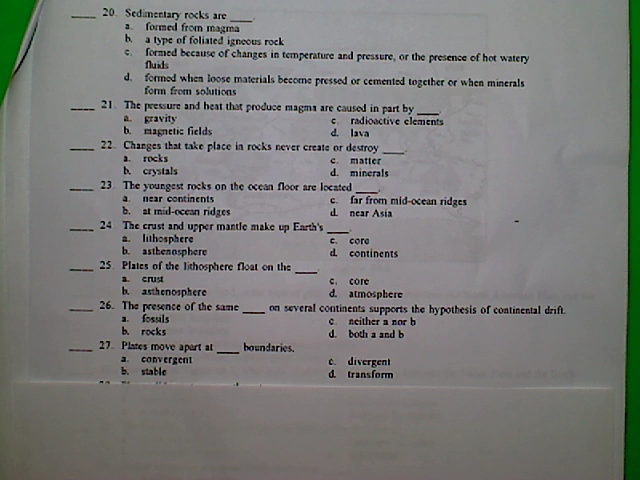 ____ 20. Sedimentary rocks are ____.
a. formed from magma
b. a type of foliated igneous rock
c. formed because of changes in temperature and pressure, or the presence of hot watery
fluids
d. formed when loose materials become pressed or cemented together or when minerals
form from solutions
____ 21. The pressure and heat that produce magma are caused in part by ____.
a. gravity c. radioactive elements
b. magnetic fields d. lava
____ 22. Changes that take place in rocks never create or destroy ____.
a. rocks c. matter
b. crystals d. minerals
____ 23. The youngest rocks on the ocean floor are located ____.
a. near continents c. far from mid-ocean ridges
b. at mid-ocean ridges d. near Asia
____ 24. The crust and upper mantle make up Earth's ____.
a. lithosphere c. core
b. asthenosphere d. continents
____ 25. Plates of the lithosphere float on the ____.
a. crust c. core
b. asthenosphere d. atmosphere
____ 26. The presence of the same ____ on several continents supports the hypothesis of continental drift.
a. fossils c. neither a nor b
b. rocks d. both a and b
____ 27. Plates move apart at ____ boundaries.
a. convergent c. divergent
b. stable d. transform